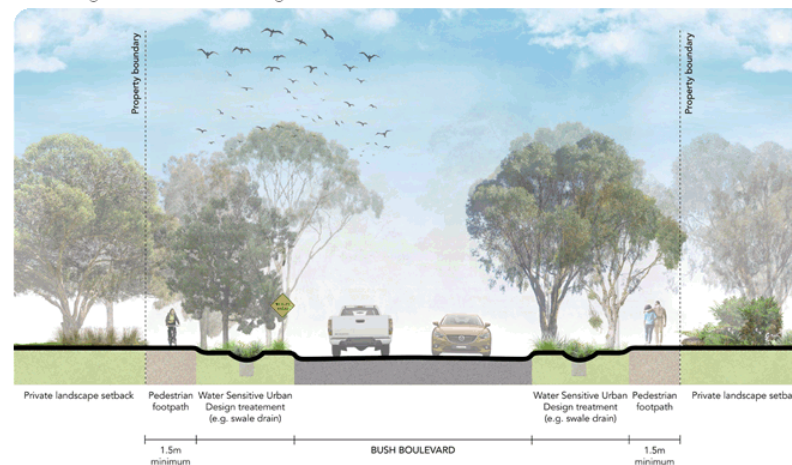 Property boundary
Property boundary
Private landscape setback
Pedestrian
footpath
Water Sensitive Urban
Design treatement
(e.g. swale drain)
Water Sensitive Urban
Design treatment
(e.g. swale drain)
Pedestrian
footpath
Private landscape setba
1.5m
minimum
BUSH BOULEVARD
1.5m
minimum